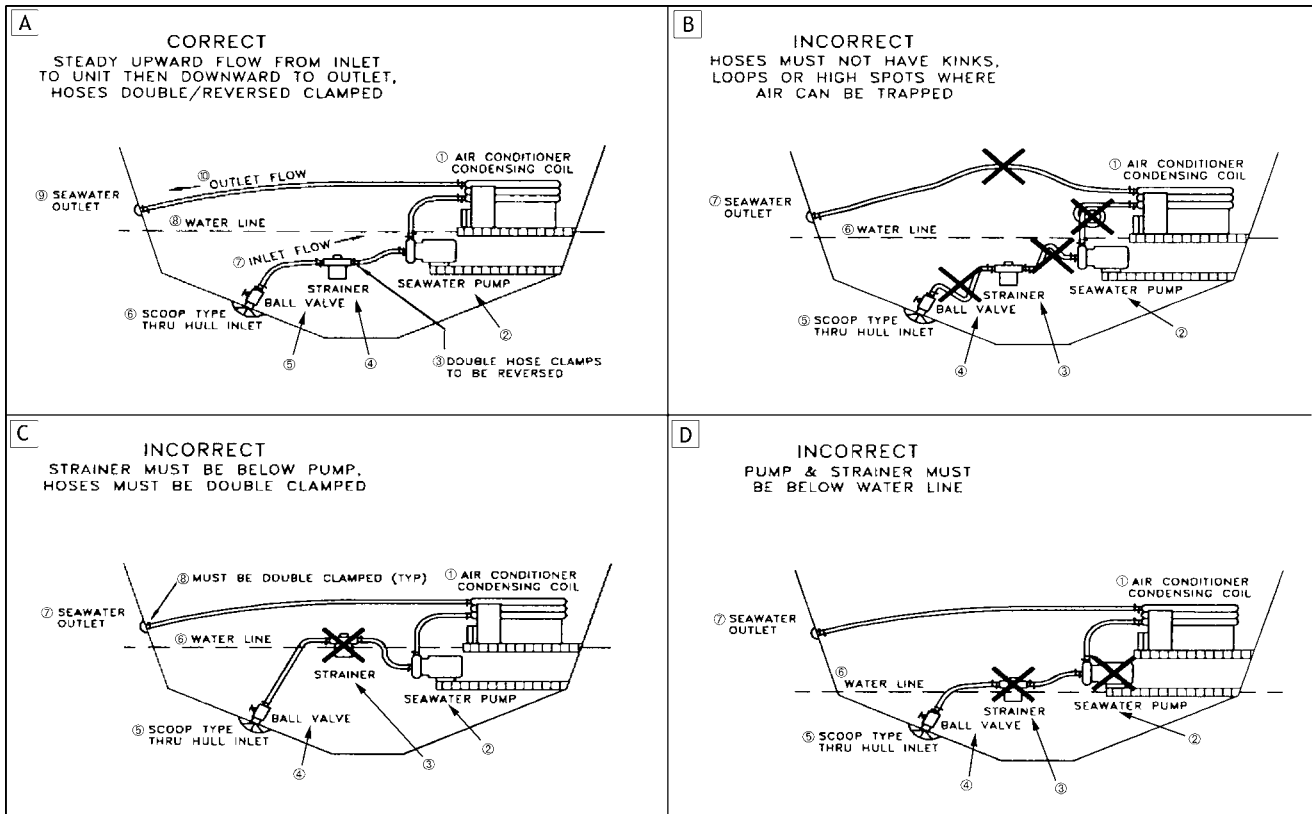 A
CORRECT
STEADY UPWARD FLOW FROM INLET
TO UNIT THEN DOWNWARD TO OUTLET,
HOSES DOUBLE/REVERSED CLAMPED
① AIR CONDITIONER
CONDENSING COIL
⑩ OUTLET FLOW
⑨ SEAWATER
OUTLET
⑧ WATER LINE
⑦ INLET FLOW
STRAINER
SEAWATER PUMP
BALL VALVE
⑥ SCOOP TYPE
THRU HULL INLET
②
⑤
④
③ DOUBLE HOSE CLAMPS
TO BE REVERSED
B
INCORRECT
HOSES MUST NOT HAVE KINKS,
LOOPS OR HIGH SPOTS WHERE
AIR CAN BE TRAPPED
① AIR CONDITIONER
CONDENSING COIL
⑦ SEAWATER
OUTLET
⑥ WATER LINE
STRAINER
SEAWATER PUMP
BALL VALVE
⑤ SCOOP TYPE
THRU HULL INLET
②
④
③
C
INCORRECT
STRAINER MUST BE BELOW PUMP,
HOSES MUST BE DOUBLE CLAMPED
⑧ MUST BE DOUBLE CLAMPED (TYP)
① AIR CONDITIONER
CONDENSING COIL
⑦ SEAWATER
OUTLET
⑥ WATER LINE
STRAINER
SEAWATER PUMP
BALL VALVE
⑤ SCOOP TYPE
THRU HULL INLET
②
③
④
D
INCORRECT
PUMP & STRAINER MUST
BE BELOW WATER LINE
① AIR CONDITIONER
CONDENSING COIL
⑦ SEAWATER
OUTLET
⑥
WATER LINE
STRAINER
SEAWATER PUMP
BALL VALVE
⑤ SCOOP TYPE
THRU HULL INLET
②
④
③